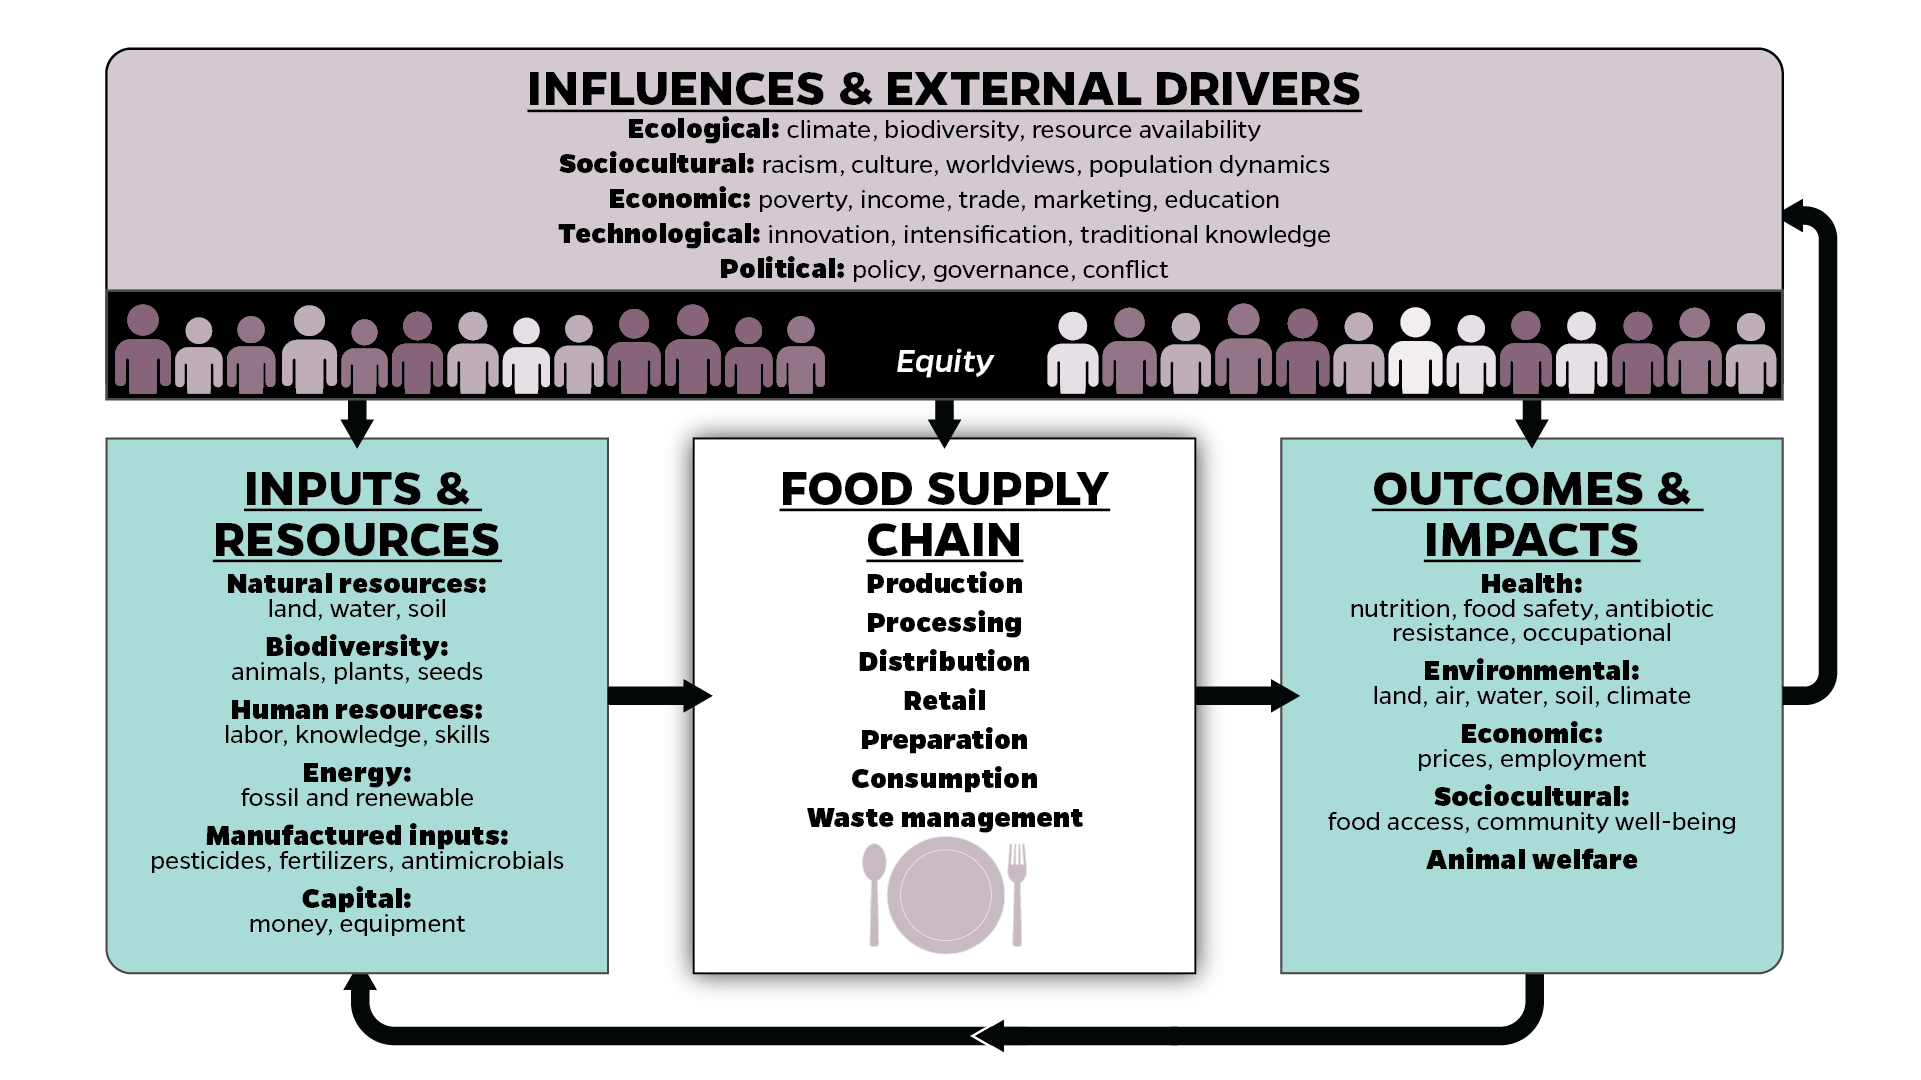 INFLUENCES & EXTERNAL DRIVERS
Ecological: climate, biodiversity, resource availability
Sociocultural: racism, culture, worldviews, population dynamics
Economic: poverty, income, trade, marketing, education
Technological: innovation, intensification, traditional knowledge
Political: policy, governance, conflict
Equity
INPUTS &
RESOURCES
Natural resources:
land, water, soil
Biodiversity:
animals, plants, seeds
Human resources:
labor, knowledge, skills
Energy:
fossil and renewable
Manufactured inputs:
pesticides, fertilizers, antimicrobials
Capital:
money, equipment
FOOD SUPPLY
CHAIN
Production
Processing
Distribution
Retail
Preparation
Consumption
Waste management
OUTCOMES &
IMPACTS
Health:
nutrition, food safety, antibiotic
resistance, occupational
Environmental:
land, air, water, soil, climate
Economic:
prices, employment
Sociocultural:
food access, community well-being
Animal welfare